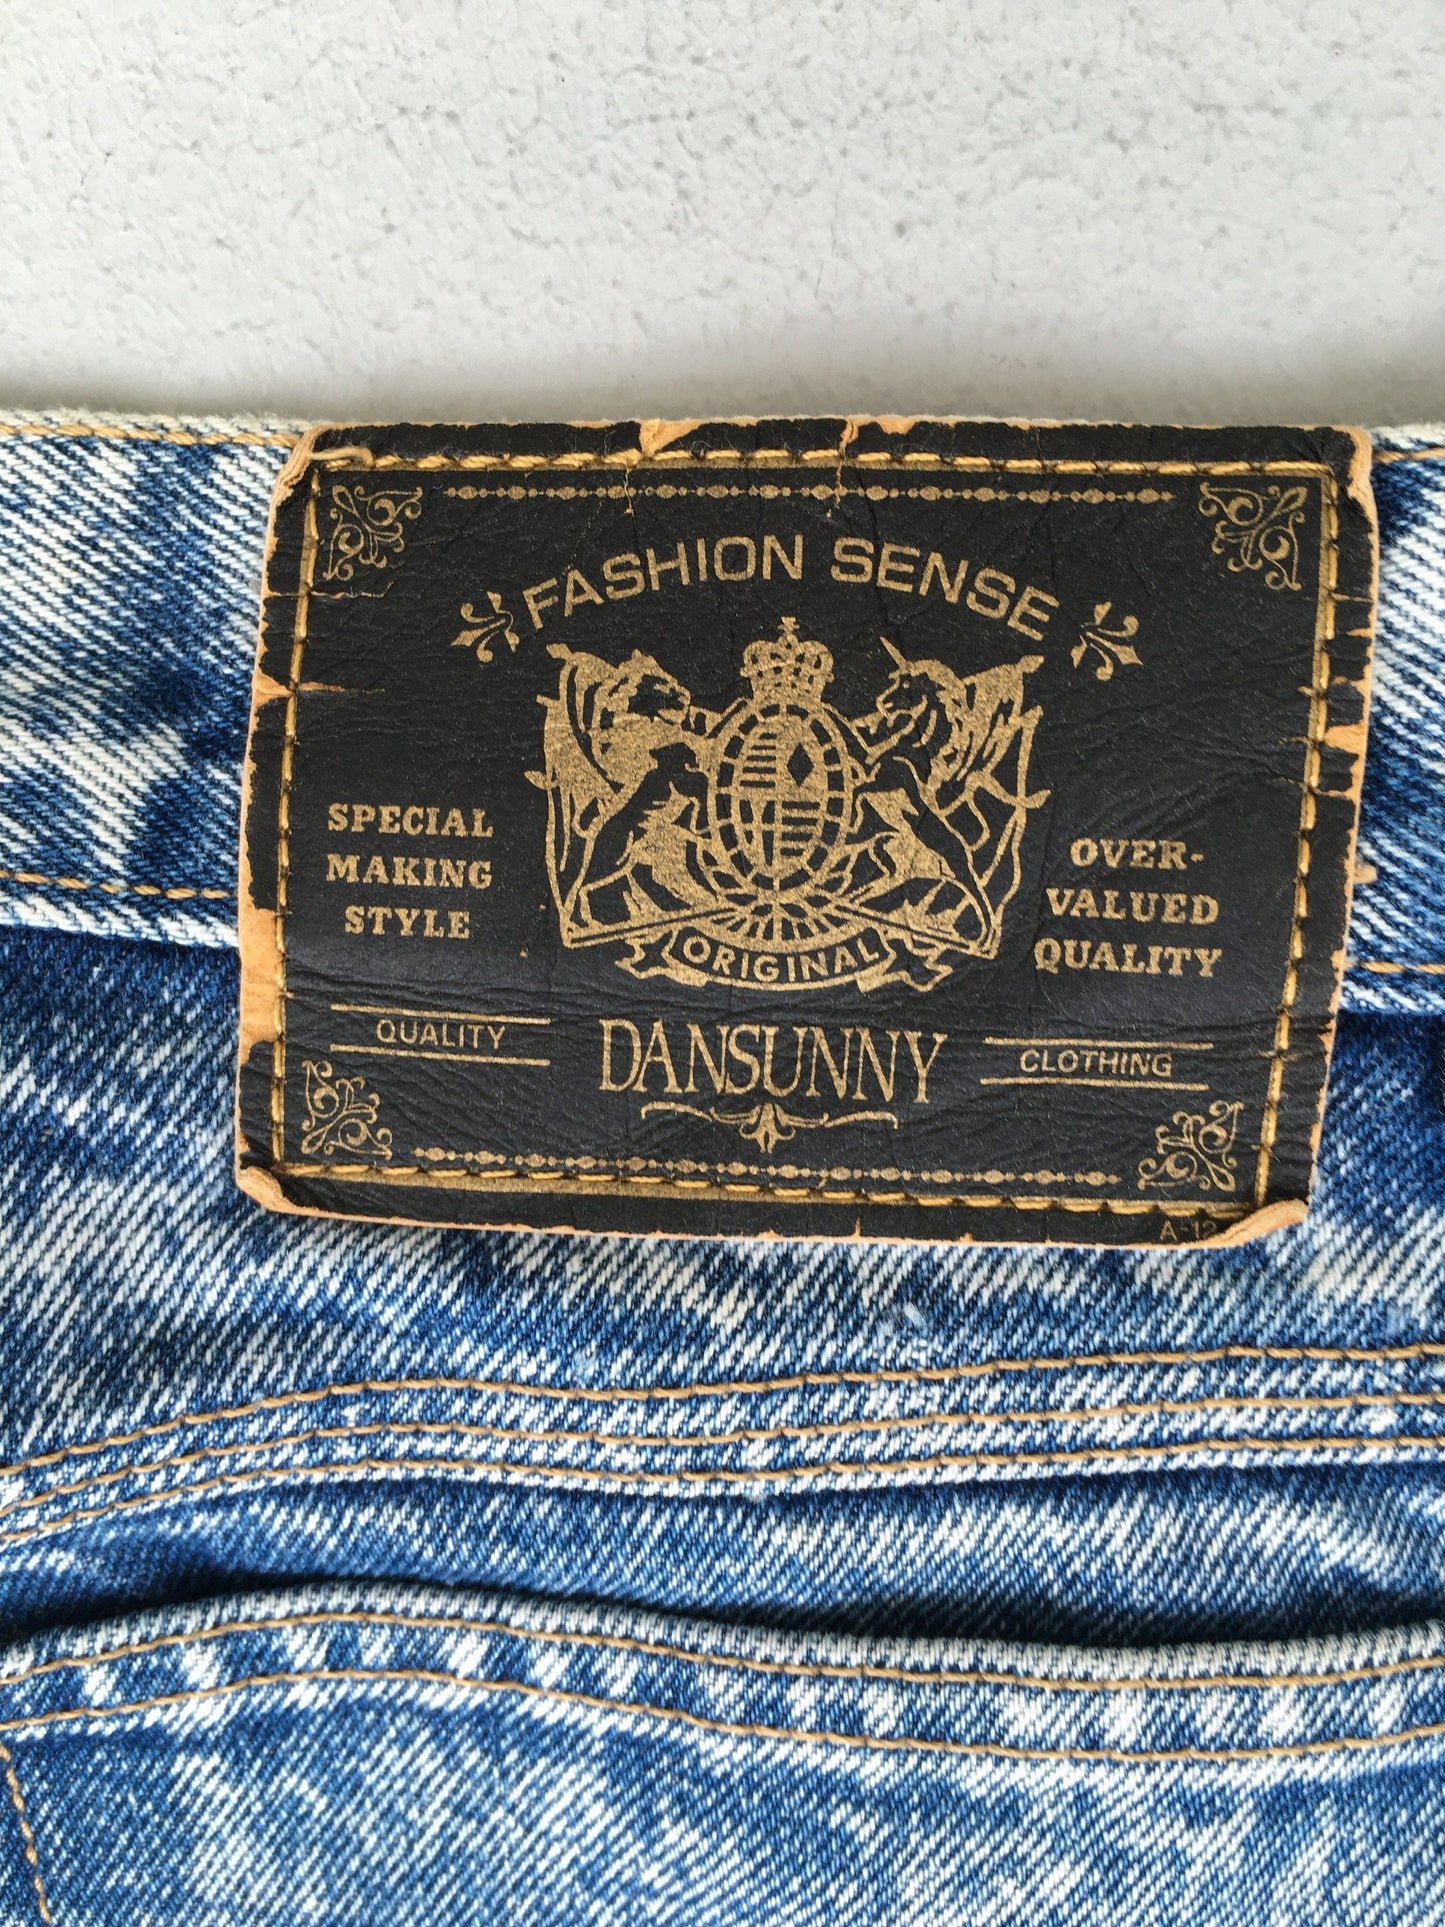 FASHION SENSE
SPECIAL
MAKING
STYLE
OVER-
VALUED
QUALITY
ORIGINAL
QUALITY
DANSUNNY
CLOTHING